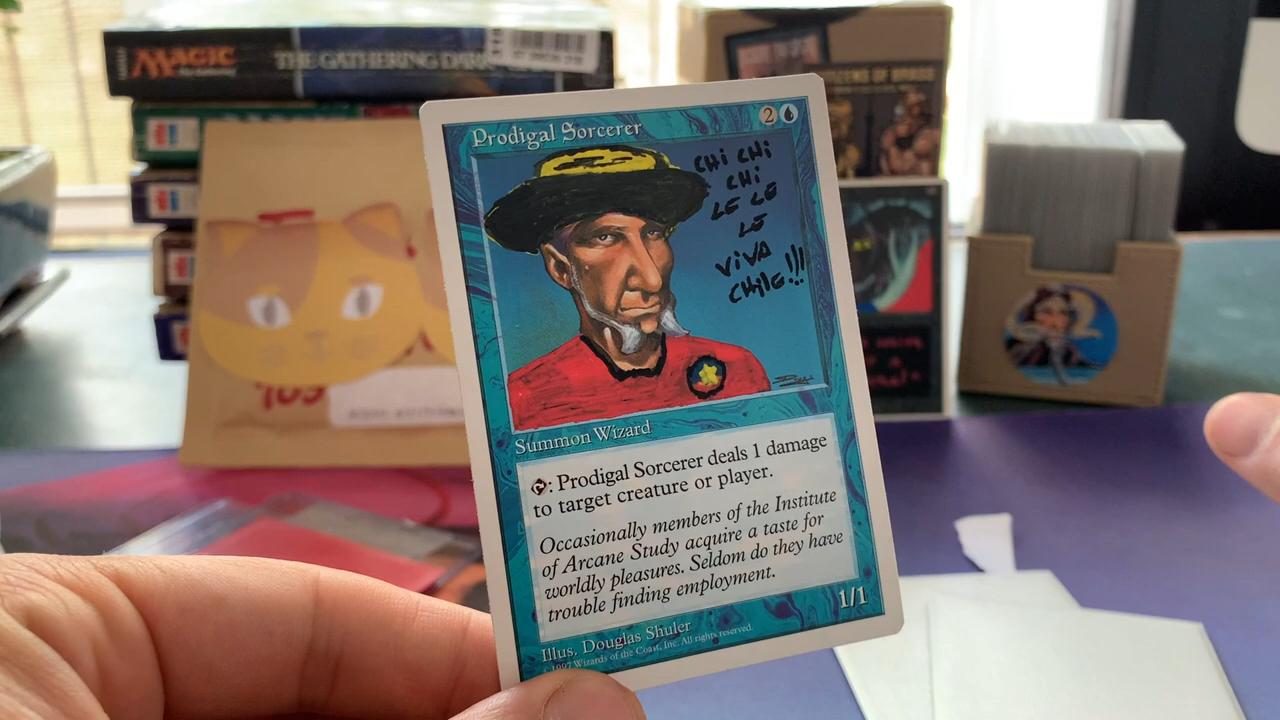 MAGIC
THE GATHERING
Prodigal Sorcerer
2
CHi CHi
CHi
LE LE
LE
ViVA
CHiLE!!!
Summon Wizard
: Prodigal Sorcerer deals 1 damage
to target creature or player.
Occasionally members of the Institute
of Arcane Study acquire a taste for
worldly pleasures. Seldom do they have
trouble finding employment.
1/1
Illus. Douglas Shuler
©1997 Wizards of the Coast, Inc. All rights reserved.